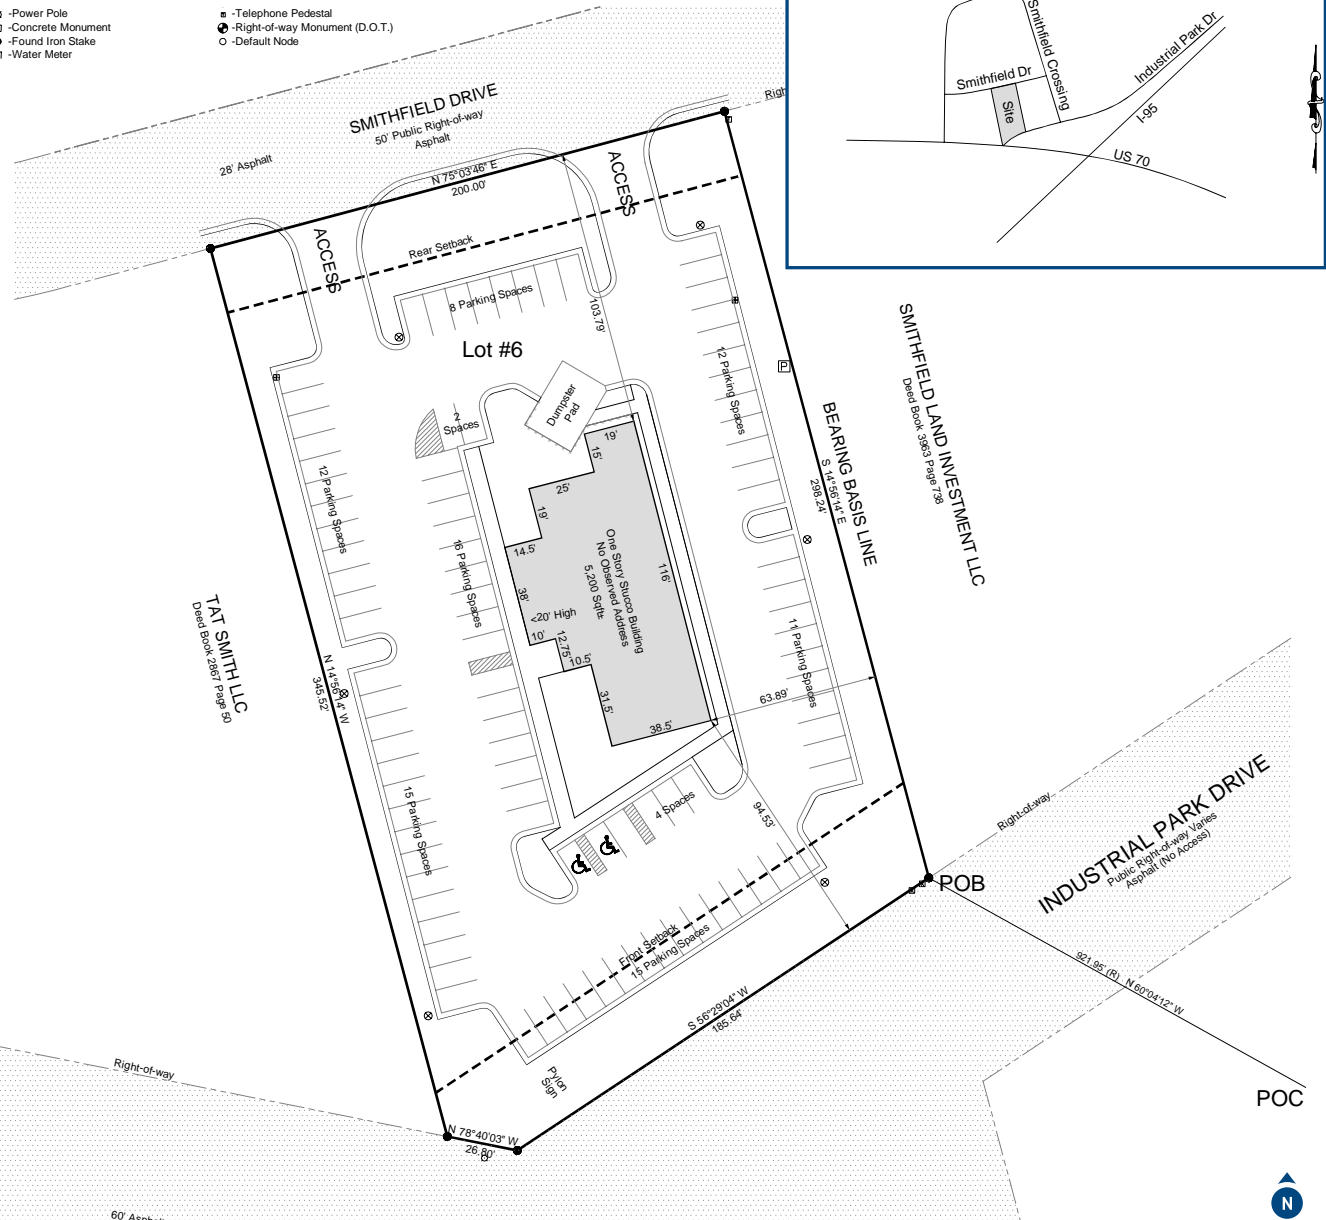 -Power Pole
-Concrete Monument
-Found Iron Stake
-Water Meter
-Telephone Pedestal
-Right-of-way Monument (D.O.T.)
-Default Node
Smithfield Crossing
Industrial Park Dr
Smithfield Dr
Site
I-95
US 70
SMITHFIELD DRIVE
50' Public Right-of-way
Asphalt
28' Asphalt
N 75°03'46" E
200.00'
ACCESS
ACCESS
Rear Setback
8 Parking Spaces
103.79'
Lot #6
12 Parking Spaces
P
Dumpster
Pad
2
Spaces
19'
15'
25'
19'
14.5'
38'
<20' High
10'
12.75'
10.5'
31.5'
38.5'
116'
One Story Stucco Building
No Observed Address
5,200 Sqft±
12 Parking Spaces
16 Parking Spaces
BEARING BASIS LINE
S 14°56'14" E
298.24'
SMITHFIELD LAND INVESTMENT LLC
Deed Book 3963 Page 738
TAT SMITH LLC
Deed Book 2867 Page 50
N 14°56'14" W
345.52'
11 Parking Spaces
63.89'
15 Parking Spaces
4 Spaces
94.53'
Front Setback
15 Parking Spaces
POB
Right-of-way
INDUSTRIAL PARK DRIVE
Public Right-of-way Varies
Asphalt (No Access)
921.95' (R) N 60°04'12" W
POC
S 56°29'04" W
185.64'
Pylon
Sign
Right-of-way
N 78°40'03" W
26.80'
60'
N